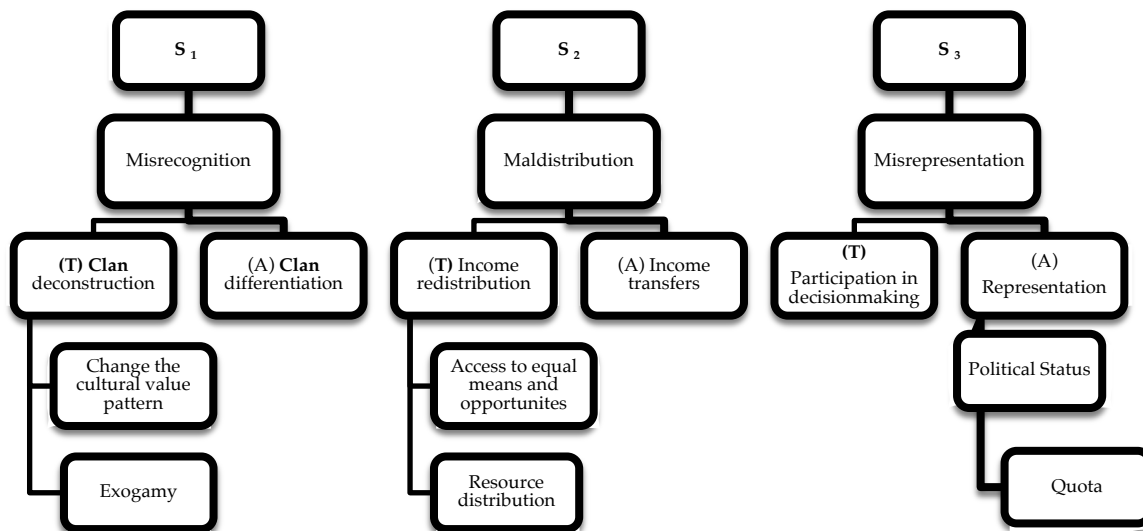 S 1
Misrecognition
(T) Clan
deconstruction
(A) Clan
differentiation
Change the
cultural value
pattern
Exogamy
S 2
Maldistribution
(T) Income
redistribution
(A) Income
transfers
Access to equal
means and
opportunites
Resource
distribution
S 3
Misrepresentation
(T)
Participation in
decisionmaking
(A)
Representation
Political Status
Quota